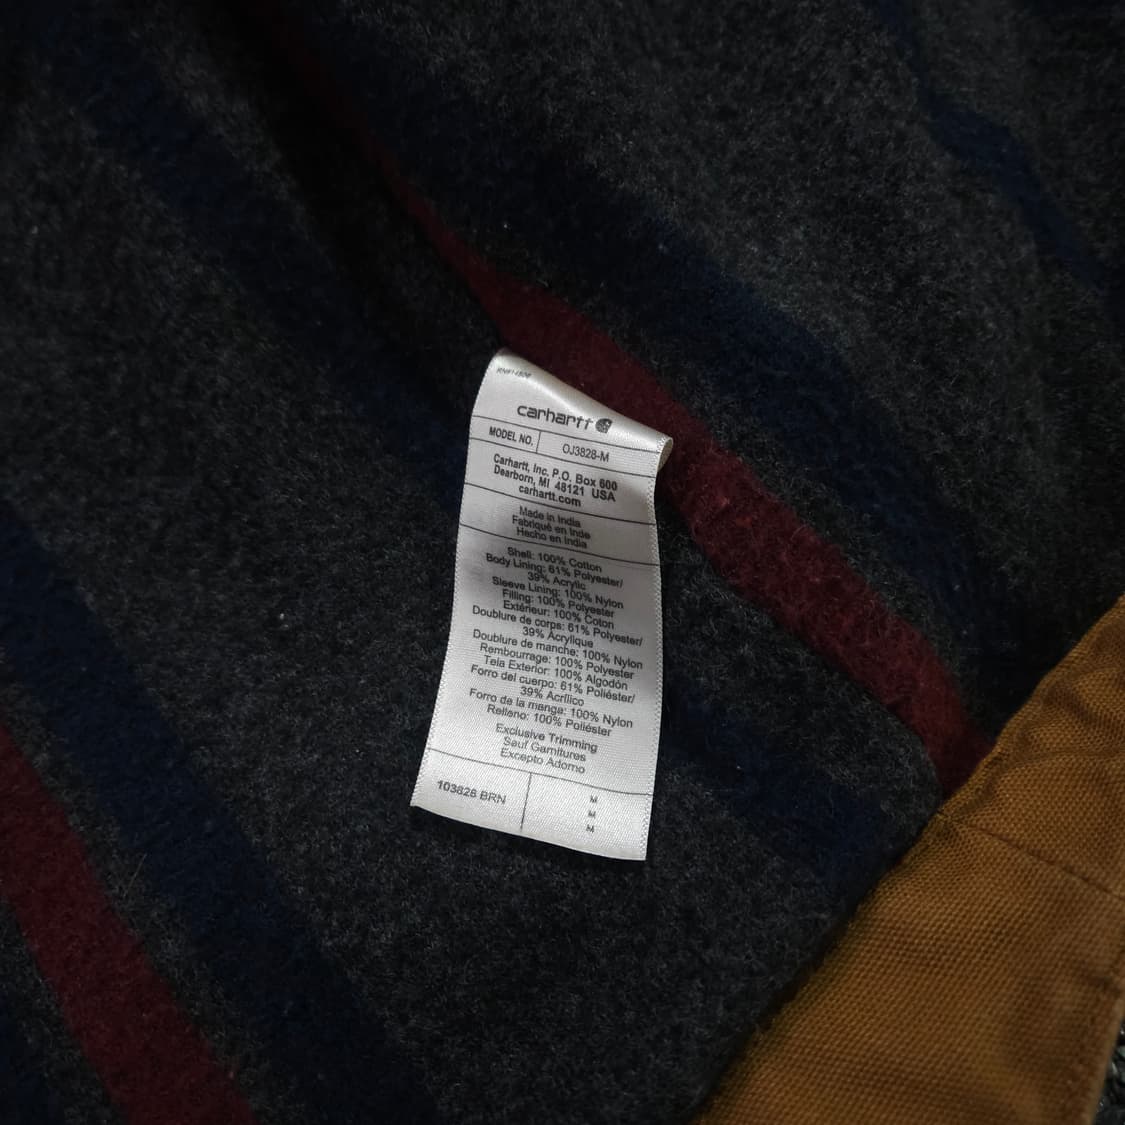 RN#14806
carhartt
MODEL NO. OJ3828-M
Carhartt, Inc. P.O. Box 600
Dearborn, MI 48121 USA
carhartt.com
Made in India
Fabriqué en Inde
Hecho en India
Shell: 100% Cotton
Body Lining: 61% Polyester/
39% Acrylic
Sleeve Lining: 100% Nylon
Filling: 100% Polyester
Extérieur: 100% Coton
Doublure de corps: 61% Polyester/
39% Acrylique
Doublure de manche: 100% Nylon
Rembourrage: 100% Polyester
Tela Exterior: 100% Algodón
Forro del cuerpo: 61% Poliéster/
39% Acrílico
Forro de la manga: 100% Nylon
Relleno: 100% Poliéster
Exclusive Trimming
Sauf Garnitures
Excepto Adorno
103828 BRN
M
M
M